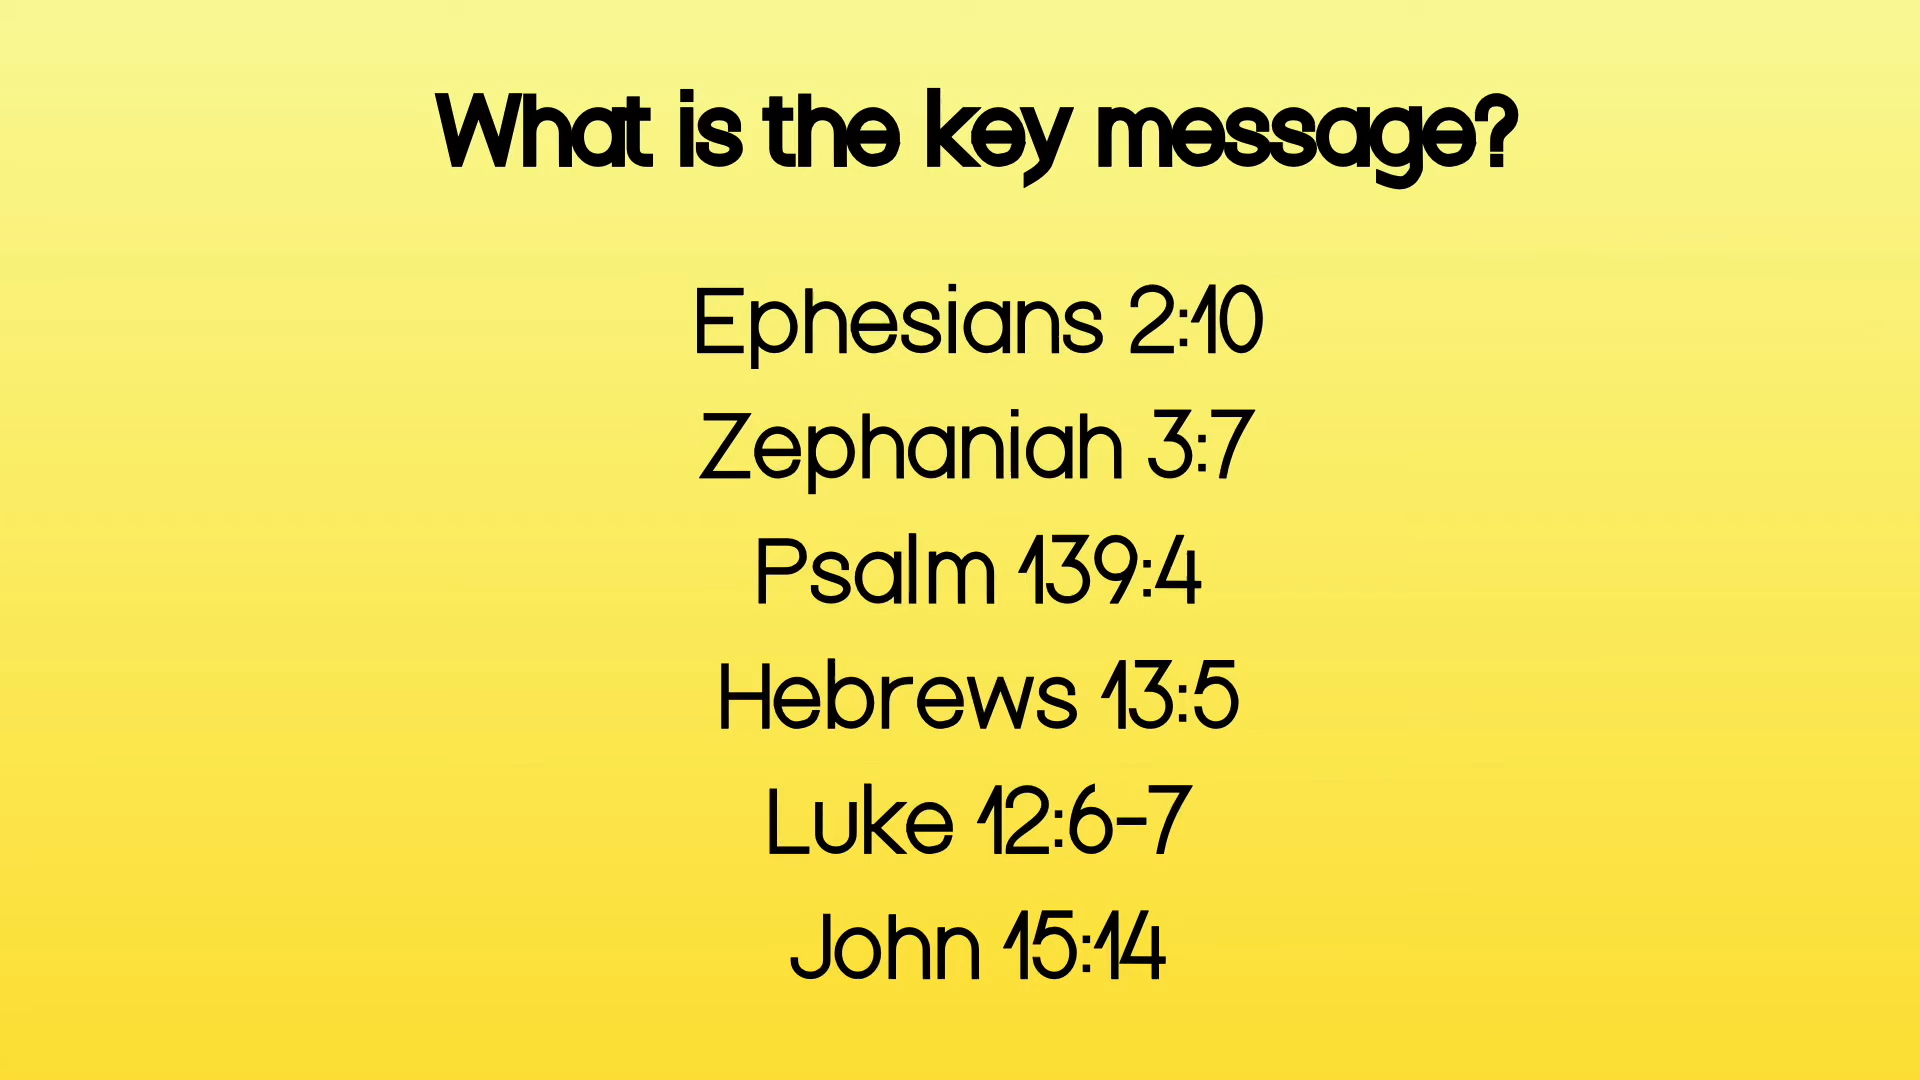 What is the key message?
Ephesians 2:10
Zephaniah 3:7
Psalm 139:4
Hebrews 13:5
Luke 12:6-7
John 15:14